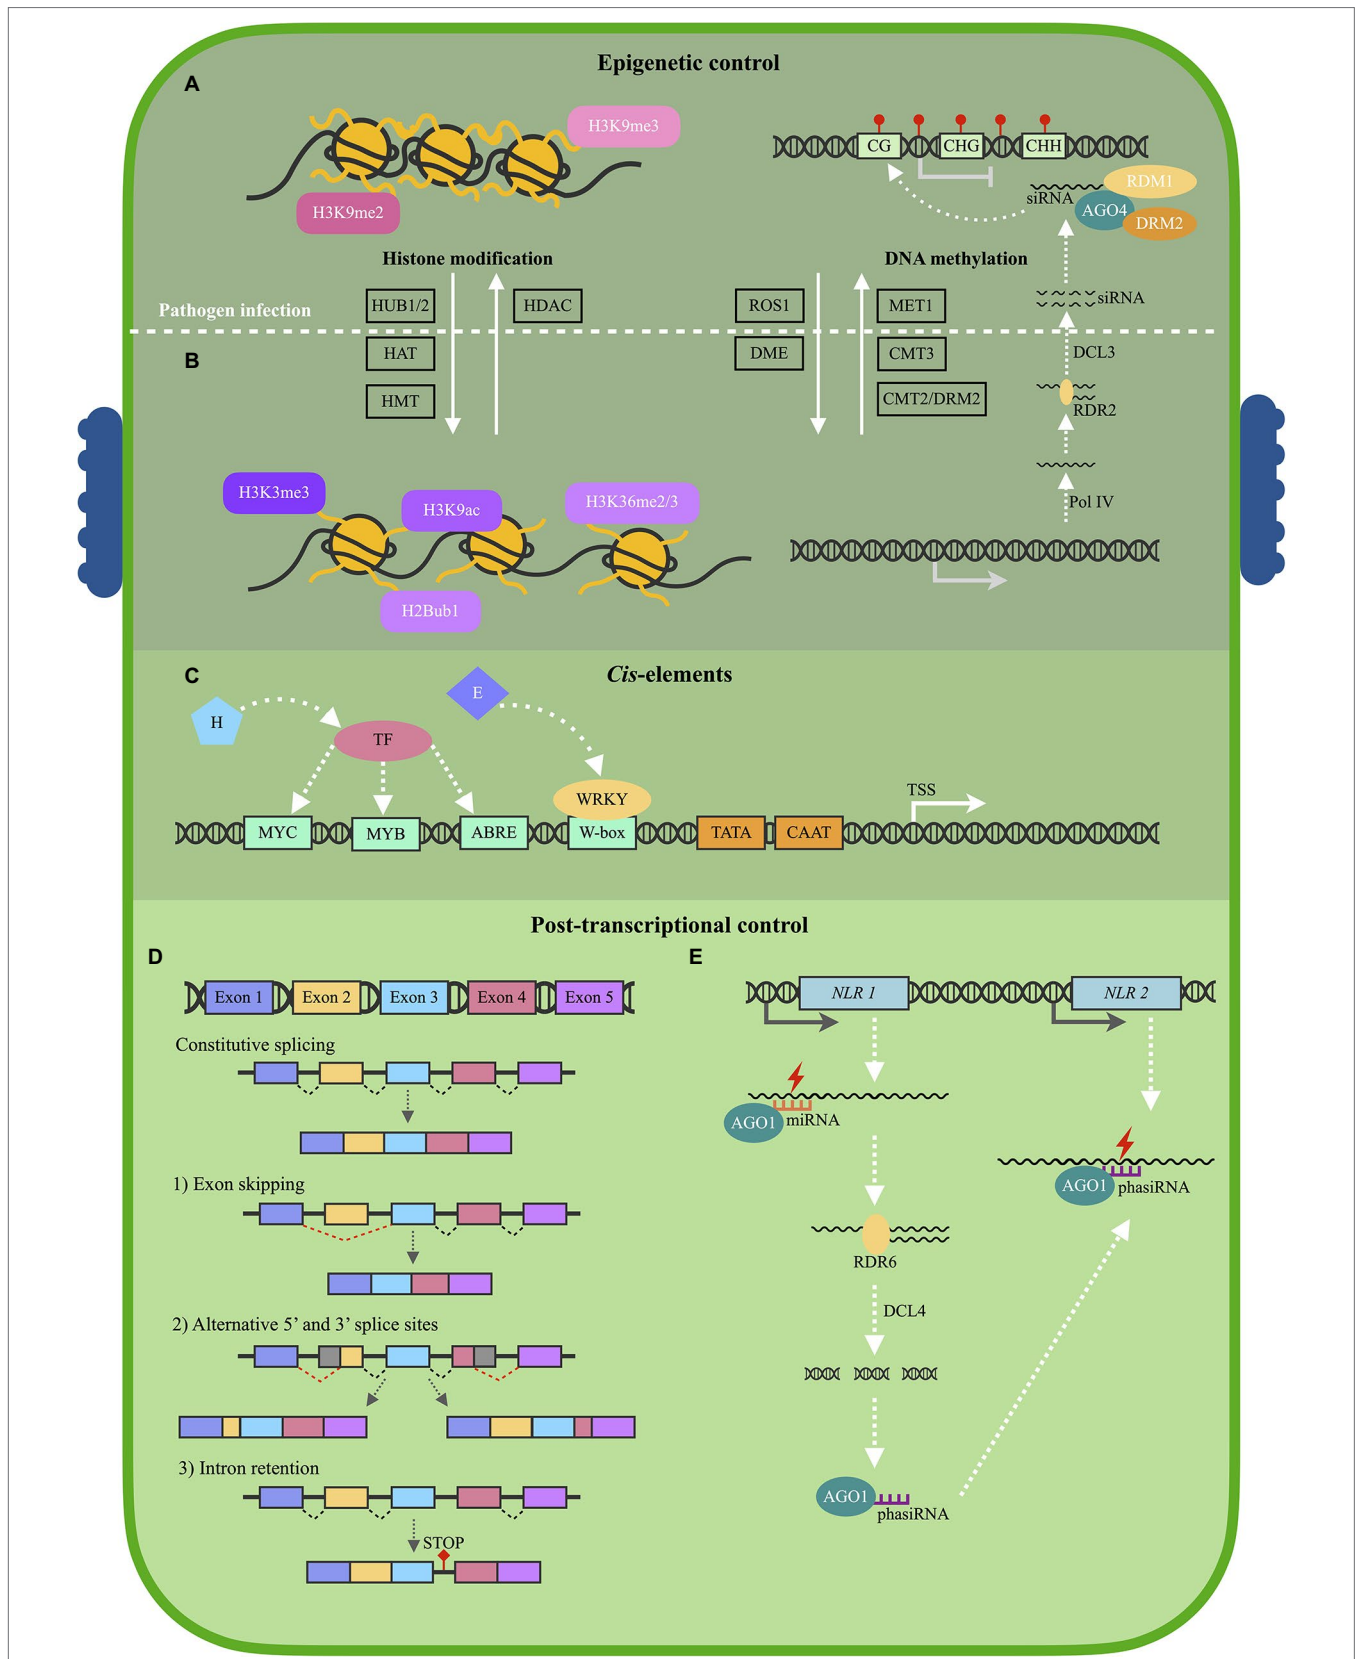 Epigenetic control
A
H3K9me3
H3K9me2
CG
CHG
CHH
RDM1
siRNA
AGO4
DRM2
Histone modification
DNA methylation
Pathogen infection
HUB1/2
HDAC
ROS1
MET1
siRNA
B
HAT
DME
CMT3
DCL3
HMT
CMT2/DRM2
RDR2
H3K3me3
H3K9ac
H3K36me2/3
Pol IV
H2Bub1
C
Cis-elements
H
E
TF
WRKY
TSS
MYC
MYB
ABRE
W-box
TATA
CAAT
Post-transcriptional control
D
Exon 1
Exon 2
Exon 3
Exon 4
Exon 5
Constitutive splicing
1) Exon skipping
2) Alternative 5’ and 3’ splice sites
3) Intron retention
STOP
E
NLR 1
NLR 2
AGO1
miRNA
AGO1
phasiRNA
RDR6
DCL4
AGO1
phasiRNA